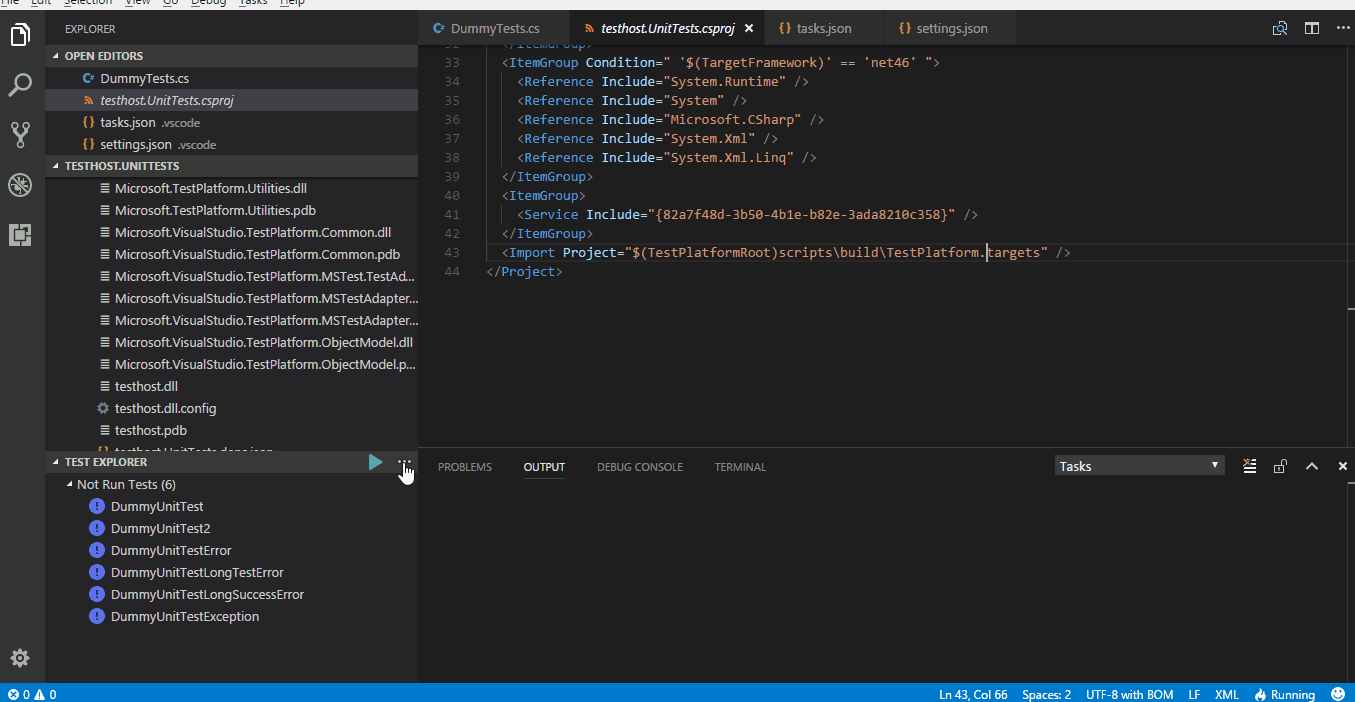 File Edit Selection View Go Debug Tasks Help
EXPLORER
OPEN EDITORS
DummyTests.cs
testhost.UnitTests.csproj
tasks.json .vscode
settings.json .vscode
TESTHOST.UNITTESTS
Microsoft.TestPlatform.Utilities.dll
Microsoft.TestPlatform.Utilities.pdb
Microsoft.VisualStudio.TestPlatform.Common.dll
Microsoft.VisualStudio.TestPlatform.Common.pdb
Microsoft.VisualStudio.TestPlatform.MSTest.TestAd...
Microsoft.VisualStudio.TestPlatform.MSTestAdapter...
Microsoft.VisualStudio.TestPlatform.MSTestAdapter...
Microsoft.VisualStudio.TestPlatform.ObjectModel.dll
Microsoft.VisualStudio.TestPlatform.ObjectModel.p...
testhost.dll
testhost.dll.config
testhost.pdb
testhost.UnitTests.deps.json
TEST EXPLORER
Not Run Tests (6)
DummyUnitTest
DummyUnitTest2
DummyUnitTestError
DummyUnitTestLongTestError
DummyUnitTestLongSuccessError
DummyUnitTestException
DummyTests.cs testhost.UnitTests.csproj tasks.json settings.json
32 </ItemGroup>
33 <ItemGroup Condition=" '$(TargetFramework)' == 'net46' ">
34 <Reference Include="System.Runtime" />
35 <Reference Include="System" />
36 <Reference Include="Microsoft.CSharp" />
37 <Reference Include="System.Xml" />
38 <Reference Include="System.Xml.Linq" />
39 </ItemGroup>
40 <ItemGroup>
41 <Service Include="{82a7f48d-3b50-4b1e-b82e-3ada8210c358}" />
42 </ItemGroup>
43 <Import Project="$(TestPlatformRoot)scripts\build\TestPlatform.targets" />
44 </Project>
PROBLEMS OUTPUT DEBUG CONSOLE TERMINAL Tasks
0 0 Ln 43, Col 66 Spaces: 2 UTF-8 with BOM LF XML Running